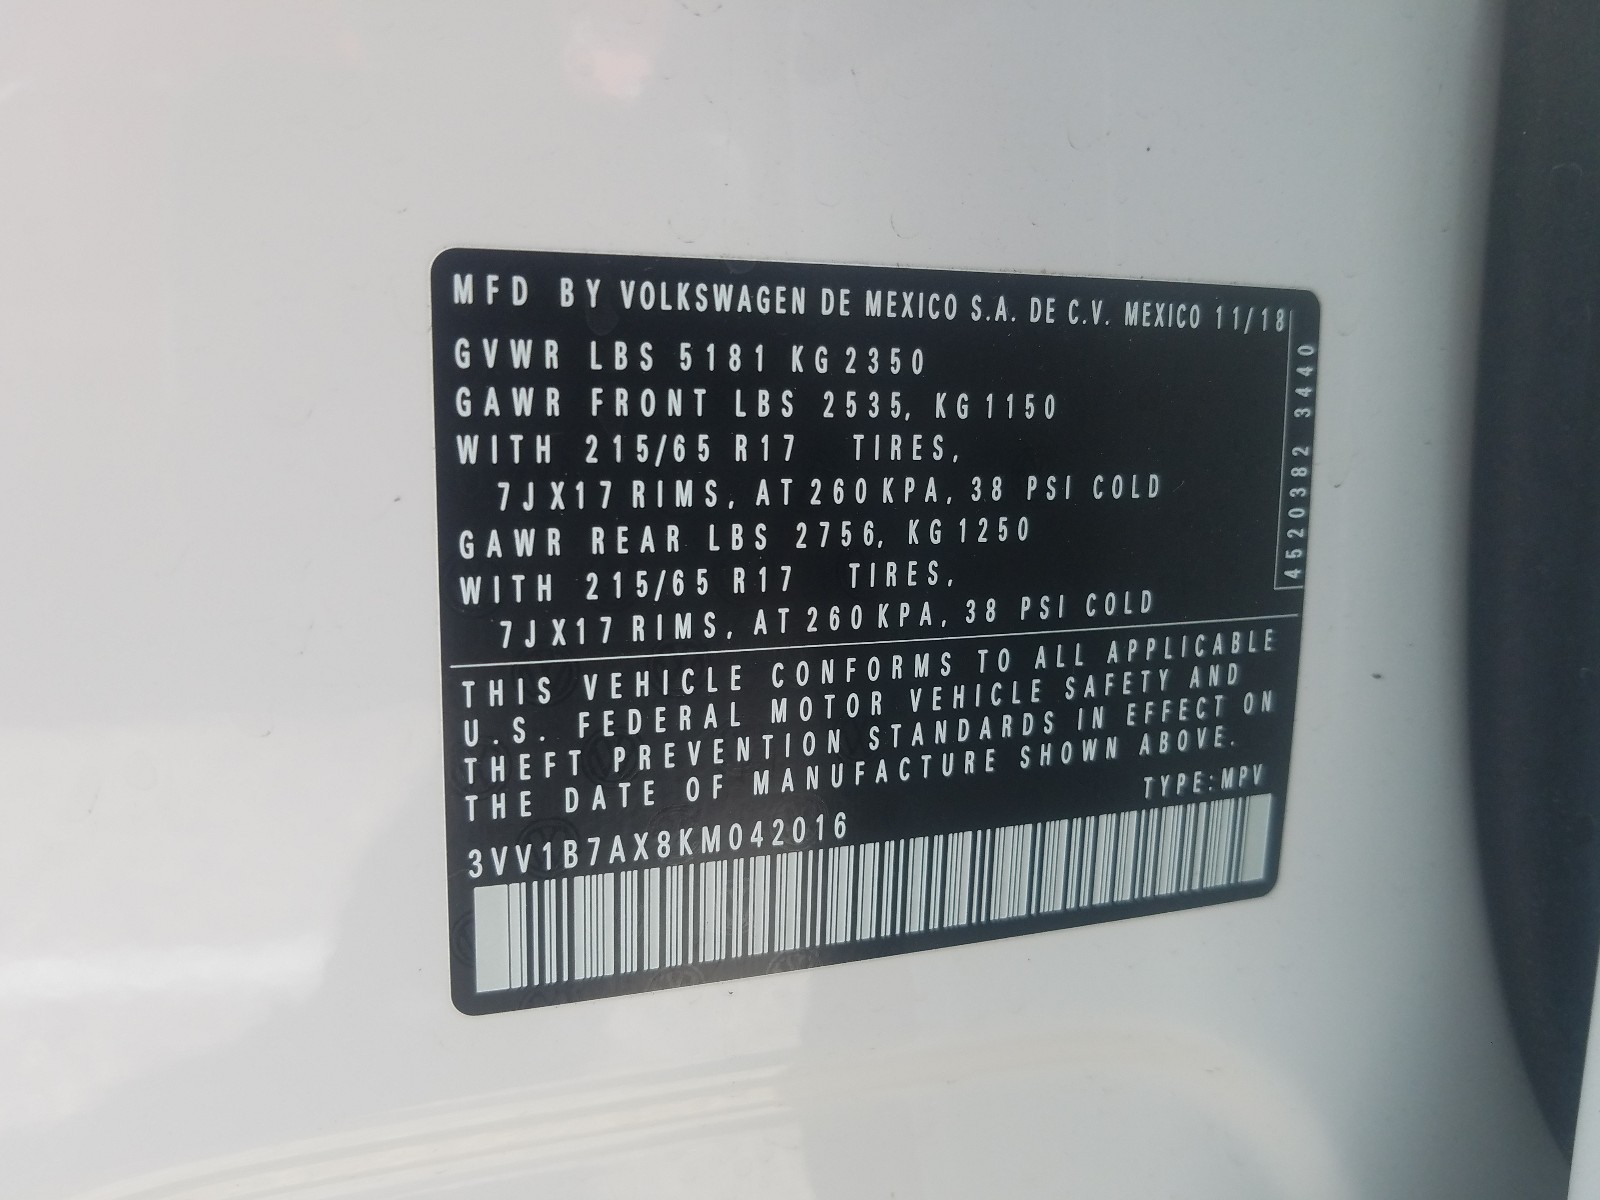 MFD BY VOLKSWAGEN DE MEXICO S.A. DE C.V. MEXICO 11/18
GVWR LBS 5181 KG 2350
GAWR FRONT LBS 2535, KG 1150
WITH 215/65 R17 TIRES,
7JX17 RIMS, AT 260 KPA, 38 PSI COLD
GAWR REAR LBS 2756, KG 1250
WITH 215/65 R17 TIRES,
7JX17 RIMS, AT 260 KPA, 38 PSI COLD
4520382 3440
THIS VEHICLE CONFORMS TO ALL APPLICABLE
U.S. FEDERAL MOTOR VEHICLE SAFETY AND
THEFT PREVENTION STANDARDS IN EFFECT ON
THE DATE OF MANUFACTURE SHOWN ABOVE.
TYPE:MPV
3VV1B7AX8KM042016